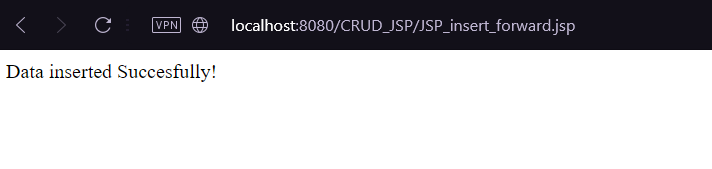 VPN localhost:8080/CRUD_JSP/JSP_insert_forward.jsp
Data inserted Succesfully!